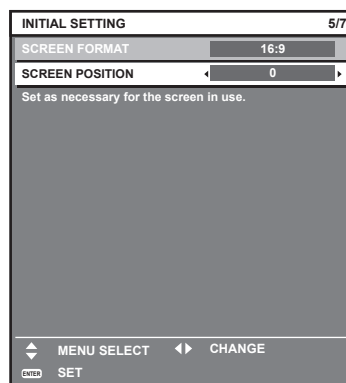 INITIAL SETTING 5/7
SCREEN FORMAT 16:9
SCREEN POSITION 0
Set as necessary for the screen in use.
MENU SELECT CHANGE
ENTER SET